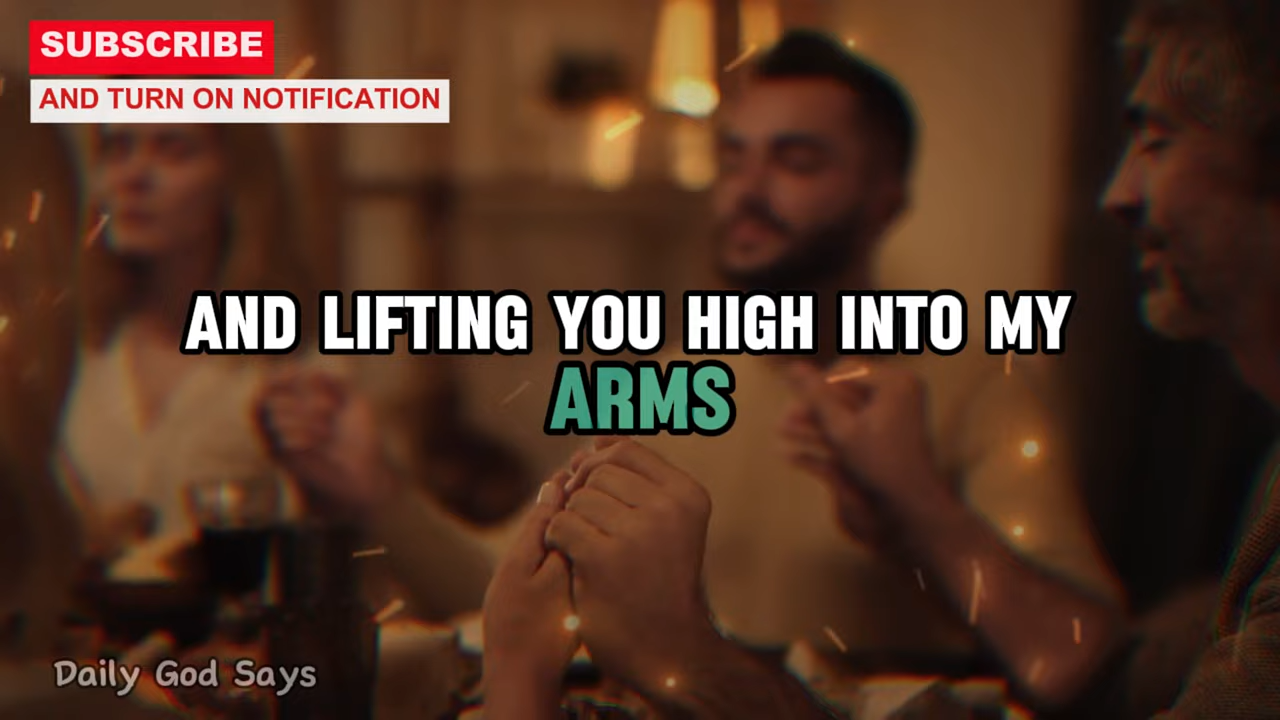 SUBSCRIBE
AND TURN ON NOTIFICATION
AND LIFTING YOU HIGH INTO MY
ARMS
Daily God Says